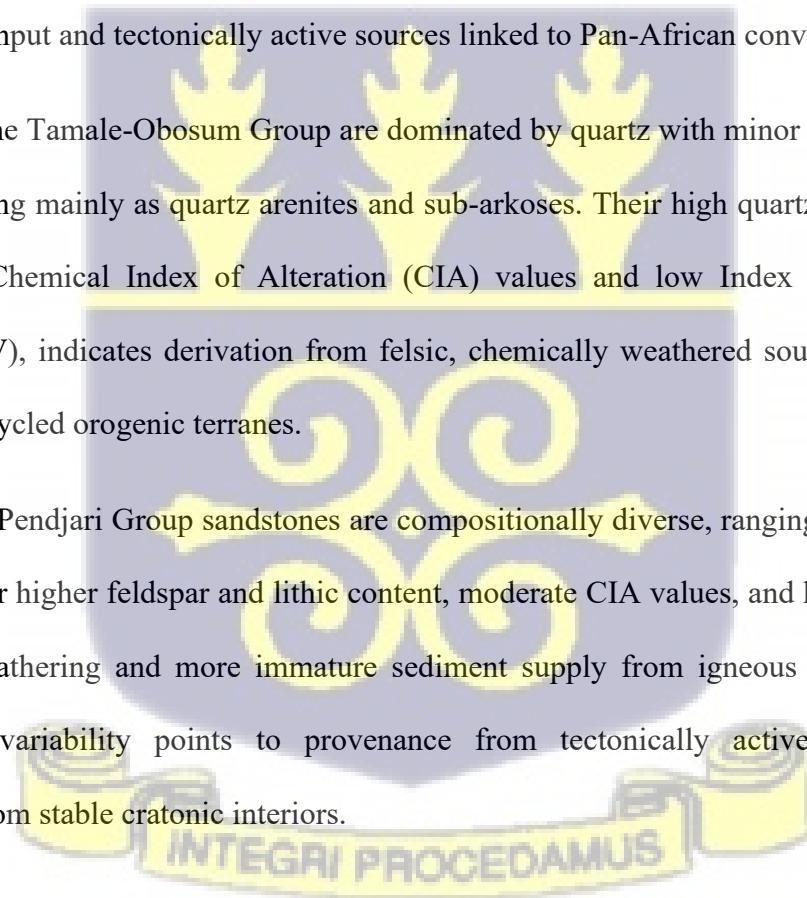 nput and tectonically active sources linked to Pan-African conv
ne Tamale-Obosum Group are dominated by quartz with minor
ng mainly as quartz arenites and sub-arkoses. Their high quartz
Chemical Index of Alteration (CIA) values and low Index
), indicates derivation from felsic, chemically weathered sou
ycled orogenic terranes.
Pendjari Group sandstones are compositionally diverse, ranging
r higher feldspar and lithic content, moderate CIA values, and
eathering and more immature sediment supply from igneous
variability points to provenance from tectonically active
om stable cratonic interiors.
INTEGRI PROCEDAMUS